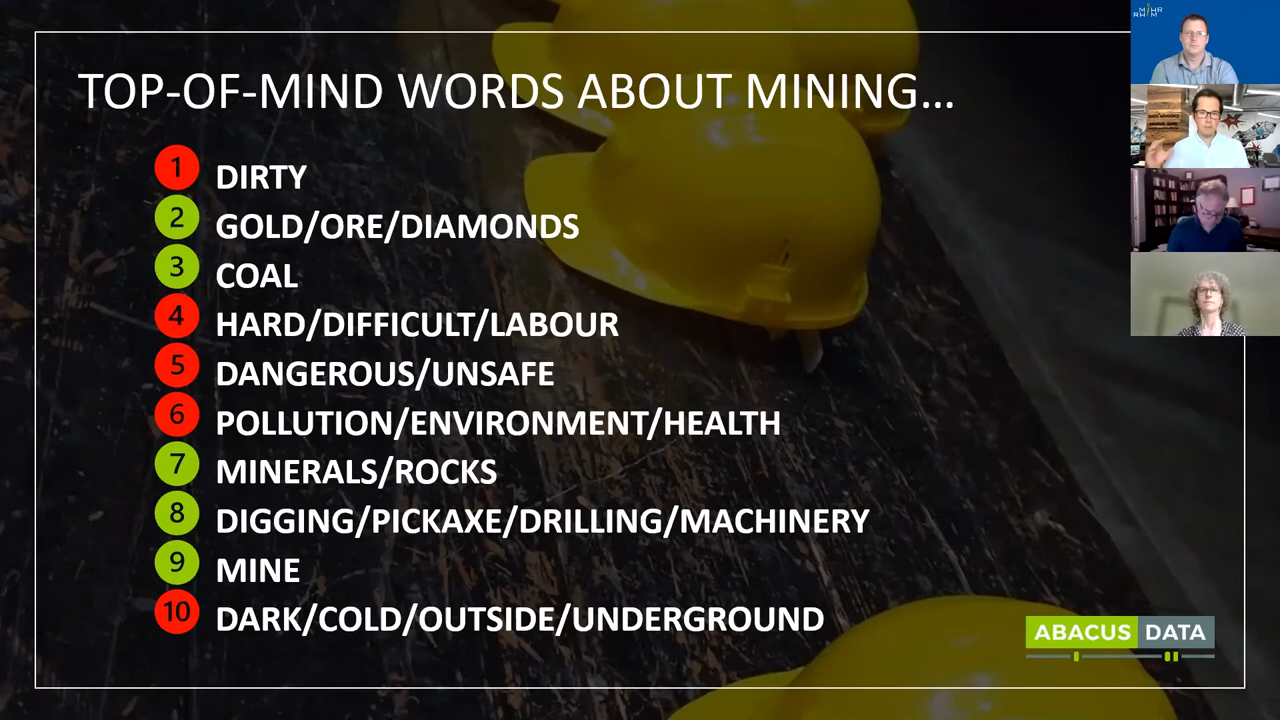 TOP-OF-MIND WORDS ABOUT MINING...
1 DIRTY
2 GOLD/ORE/DIAMONDS
3 COAL
4 HARD/DIFFICULT/LABOUR
5 DANGEROUS/UNSAFE
6 POLLUTION/ENVIRONMENT/HEALTH
7 MINERALS/ROCKS
8 DIGGING/PICKAXE/DRILLING/MACHINERY
9 MINE
10 DARK/COLD/OUTSIDE/UNDERGROUND
ABACUS DATA